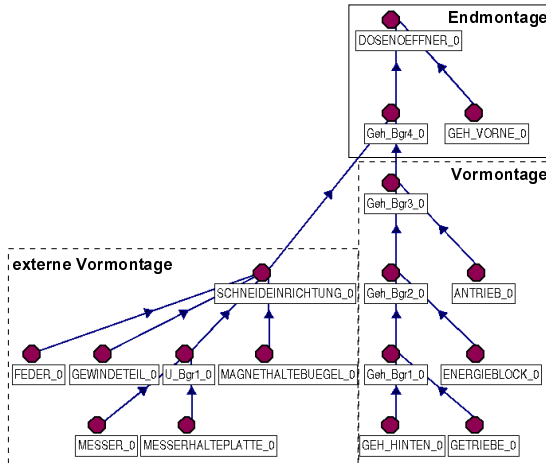 Endmontage
DOSENOEFFNER_0
Geh_Bgr4_0 GEH_VORNE_0
Vormontage
Geh_Bgr3_0
externe Vormontage
SCHNEIDEINRICHTUNG_0 Geh_Bgr2_0 ANTRIEB_0
FEDER_0 GEWINDETEIL_0 U_Bgr1_0 MAGNETHALTEBUEGEL_0 Geh_Bgr1_0 ENERGIEBLOCK_0
MESSER_0 MESSERHALTEPLATTE_0 GEH_HINTEN_0 GETRIEBE_0